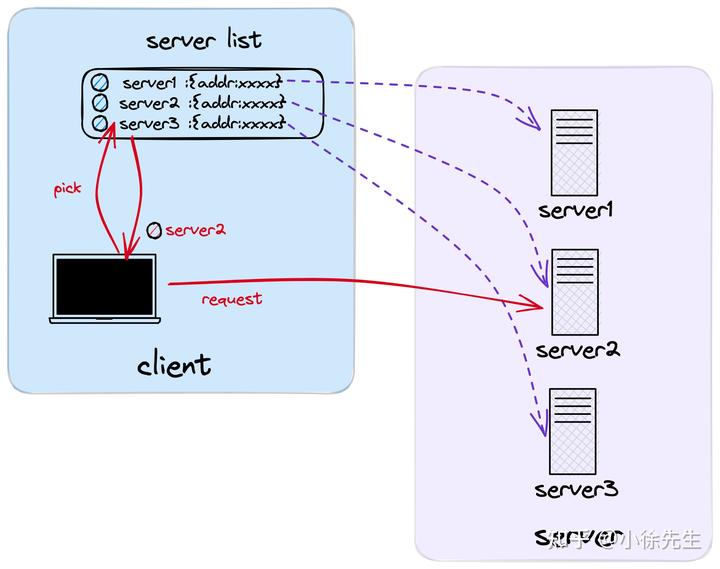 server list
server1 :{addr:xxxx}
server2 :{addr:xxxx}
server3 :{addr:xxxx}
pick
server2
request
client
server1
server2
server3
server
知乎 @小徐先生